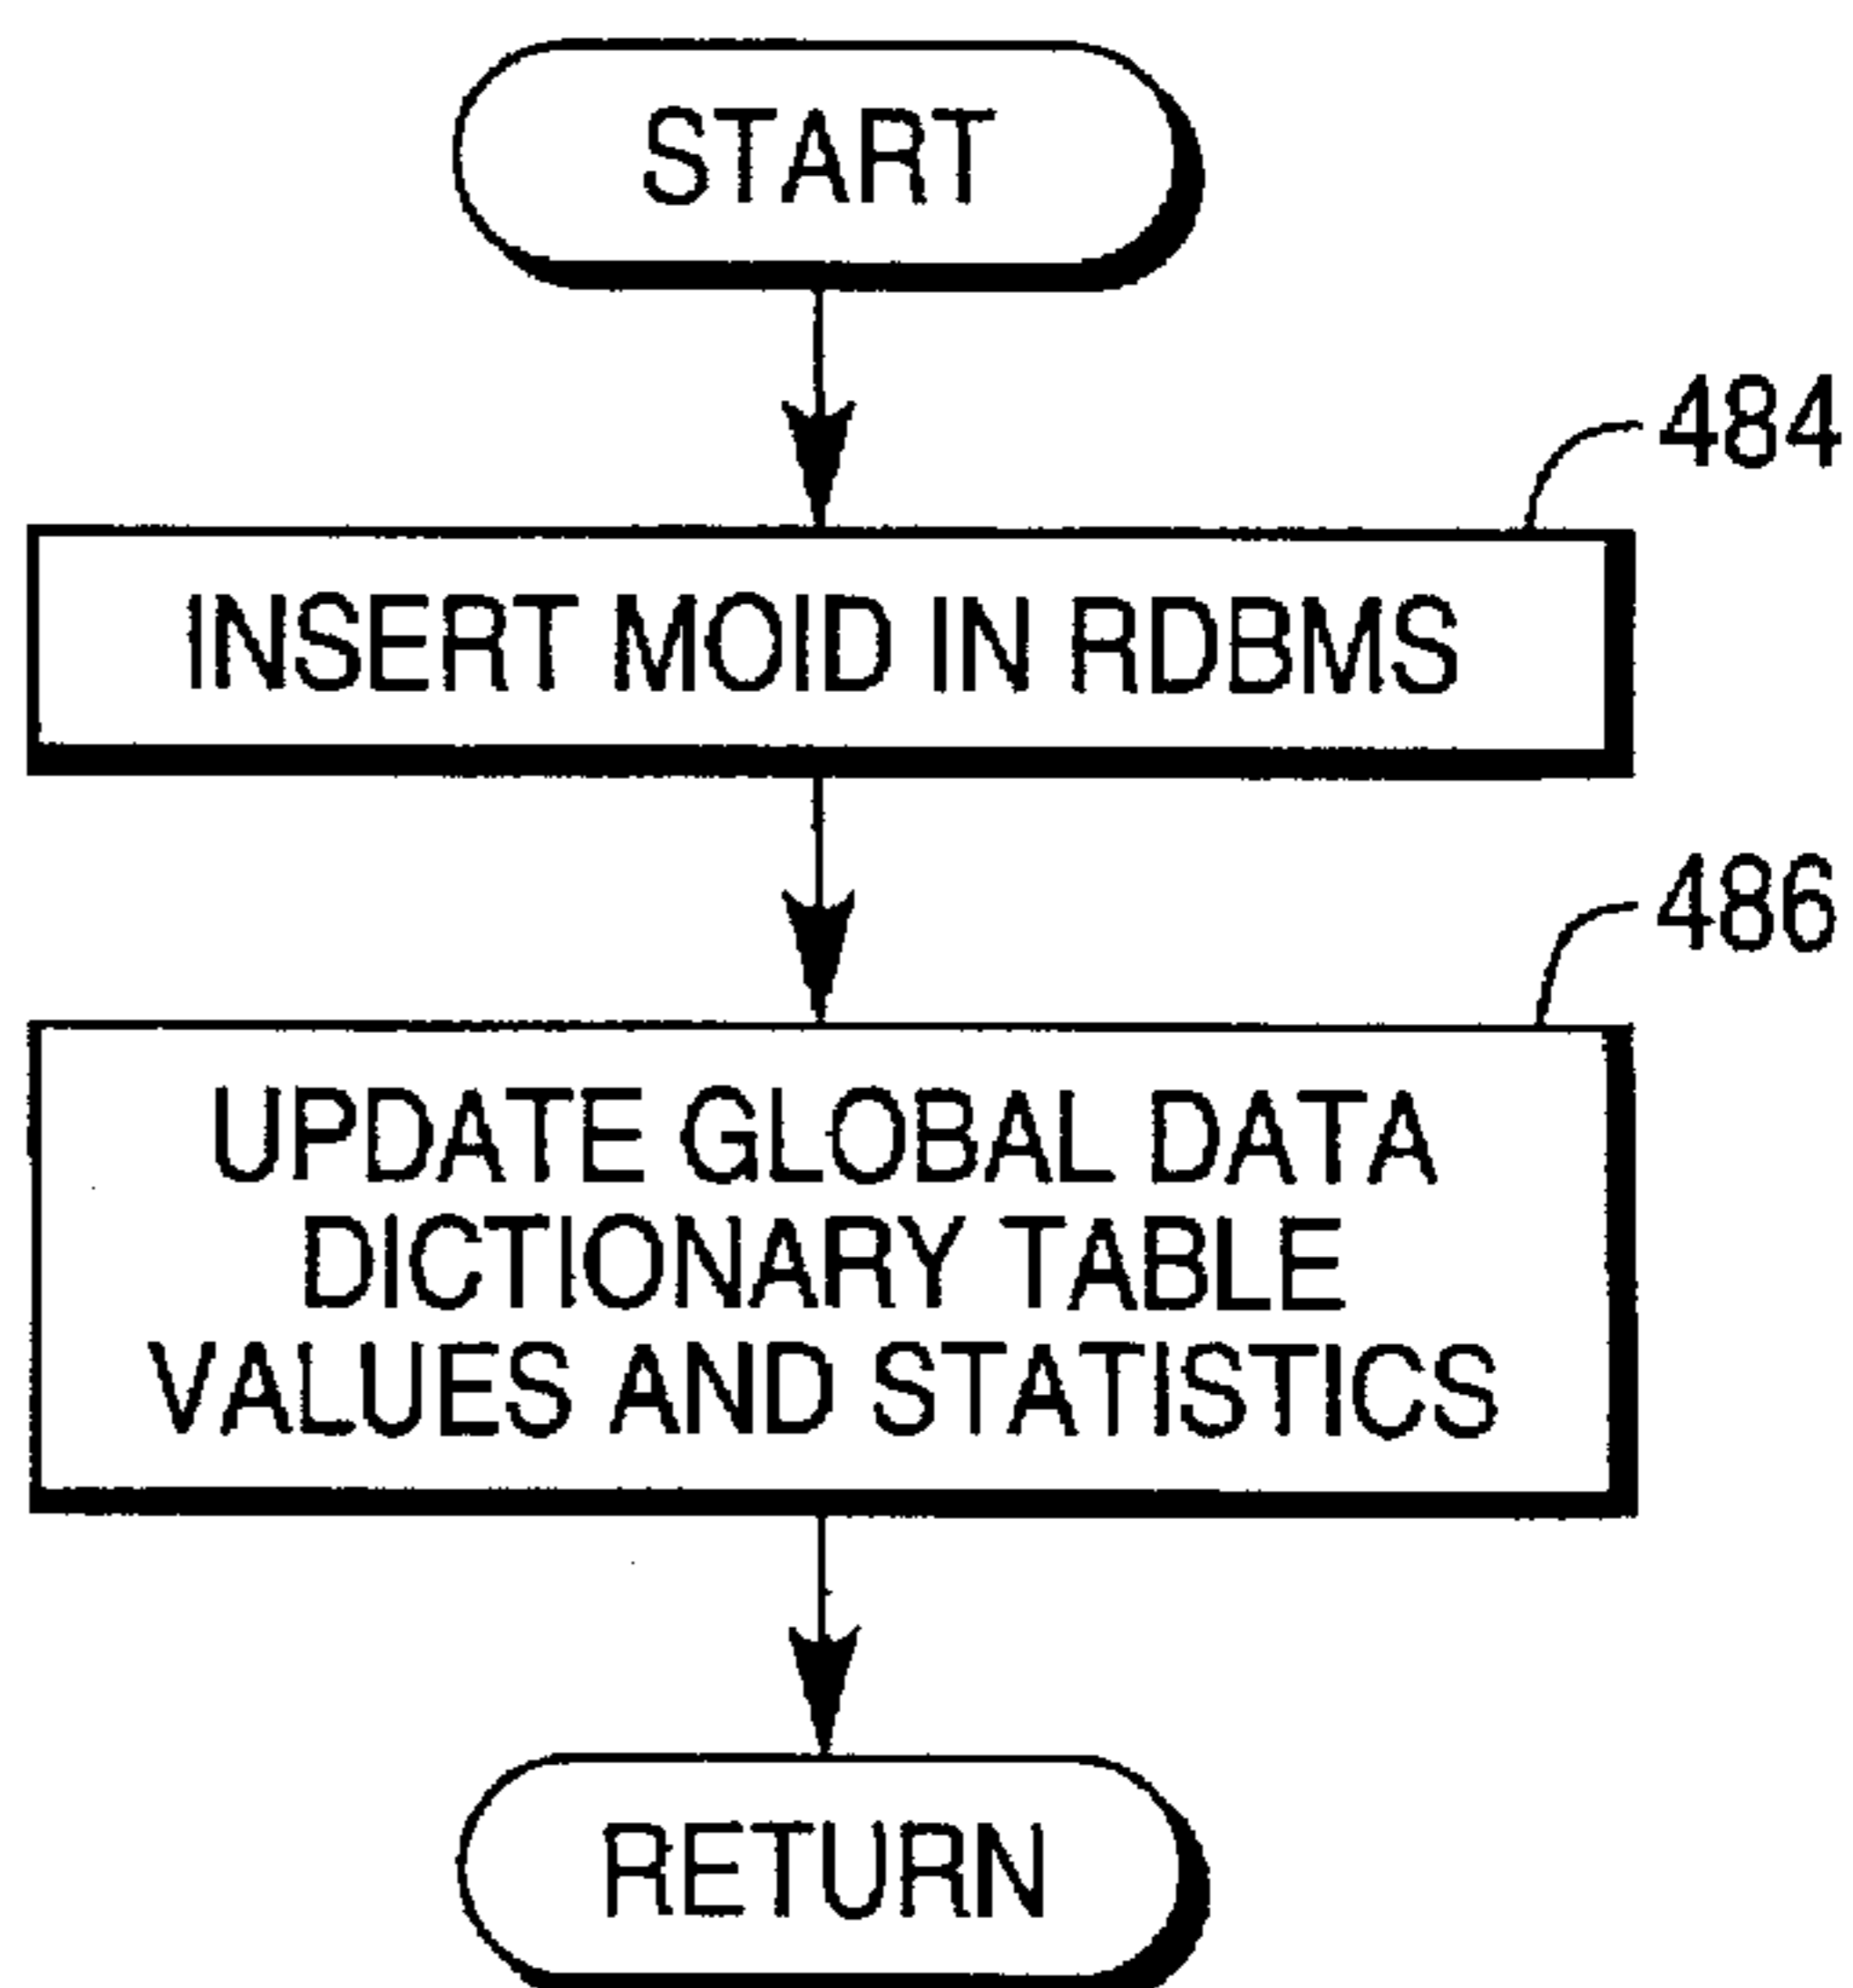 START
484
INSERT MOID IN RDBMS
486
UPDATE GLOBAL DATA
DICTIONARY TABLE
VALUES AND STATISTICS
RETURN